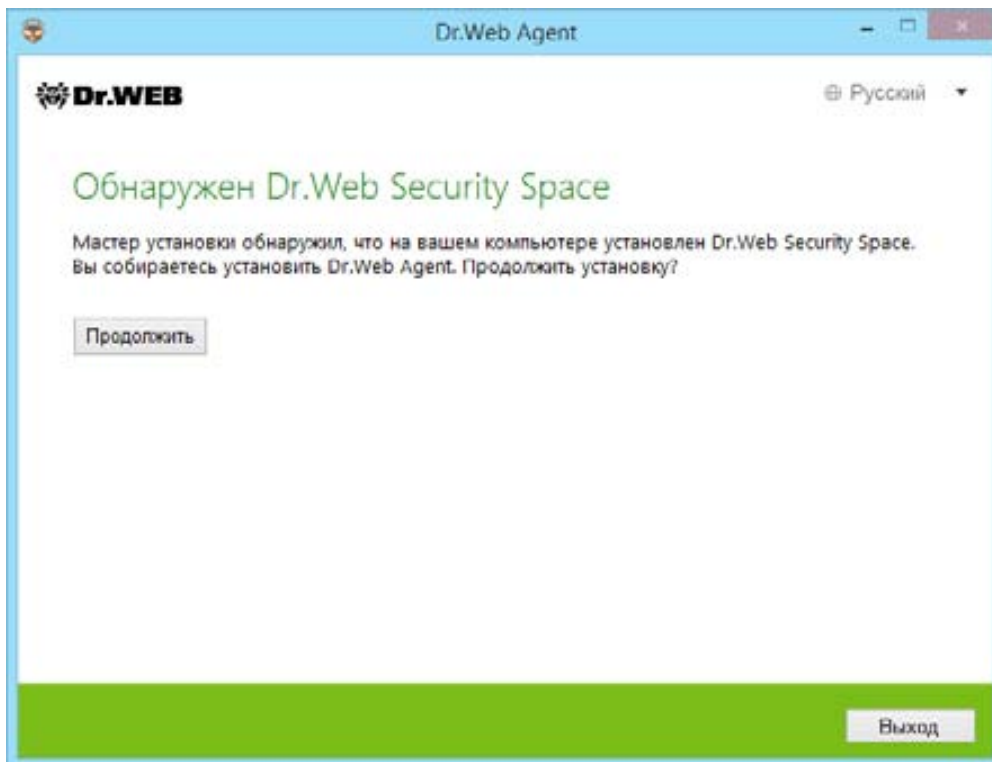 Dr.Web Agent
Dr.WEB
Русский
Обнаружен Dr.Web Security Space
Мастер установки обнаружил, что на вашем компьютере установлен Dr.Web Security Space.
Вы собираетесь установить Dr.Web Agent. Продолжить установку?
Продолжить
Выход